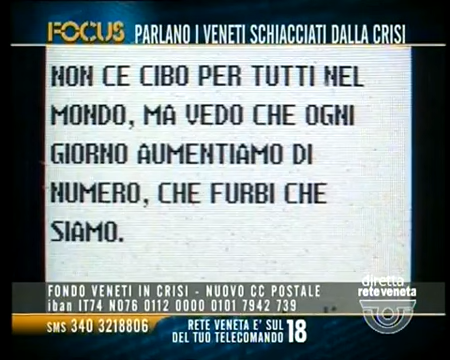 FOCUS PARLANO I VENETI SCHIACCIATI DALLA CRISI
NON CE CIBO PER TUTTI NEL
MONDO, MA VEDO CHE OGNI
GIORNO AUMENTIAMO DI
NUMERO, CHE FURBI CHE
SIAMO.
diretta
reteveneta
FONDO VENETI IN CRISI - NUOVO CC POSTALE
iban IT74 N076 0112 0000 0101 7942 739
SMS 340 3218806
RETE VENETA E' SUL
DEL TUO TELECOMANDO 18